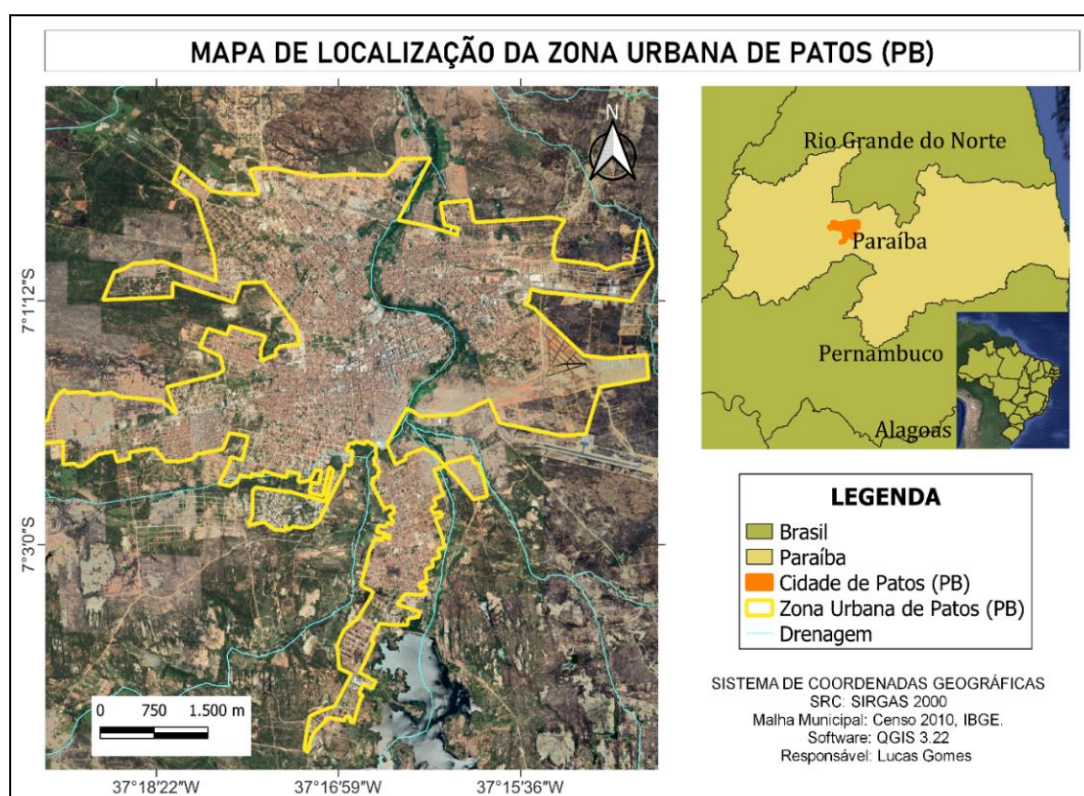 MAPA DE LOCALIZAÇÃO DA ZONA URBANA DE PATOS (PB)
N
7°1'12"S
7°3'0"S
0 750 1.500 m
37°18'22"W 37°16'59"W 37°15'36"W
Rio Grande do Norte
Paraíba
Pernambuco
Alagoas
LEGENDA
Brasil
Paraíba
Cidade de Patos (PB)
Zona Urbana de Patos (PB)
Drenagem
SISTEMA DE COORDENADAS GEOGRÁFICAS
SRC: SIRGAS 2000
Malha Municipal: Censo 2010, IBGE.
Software: QGIS 3.22
Responsável: Lucas Gomes